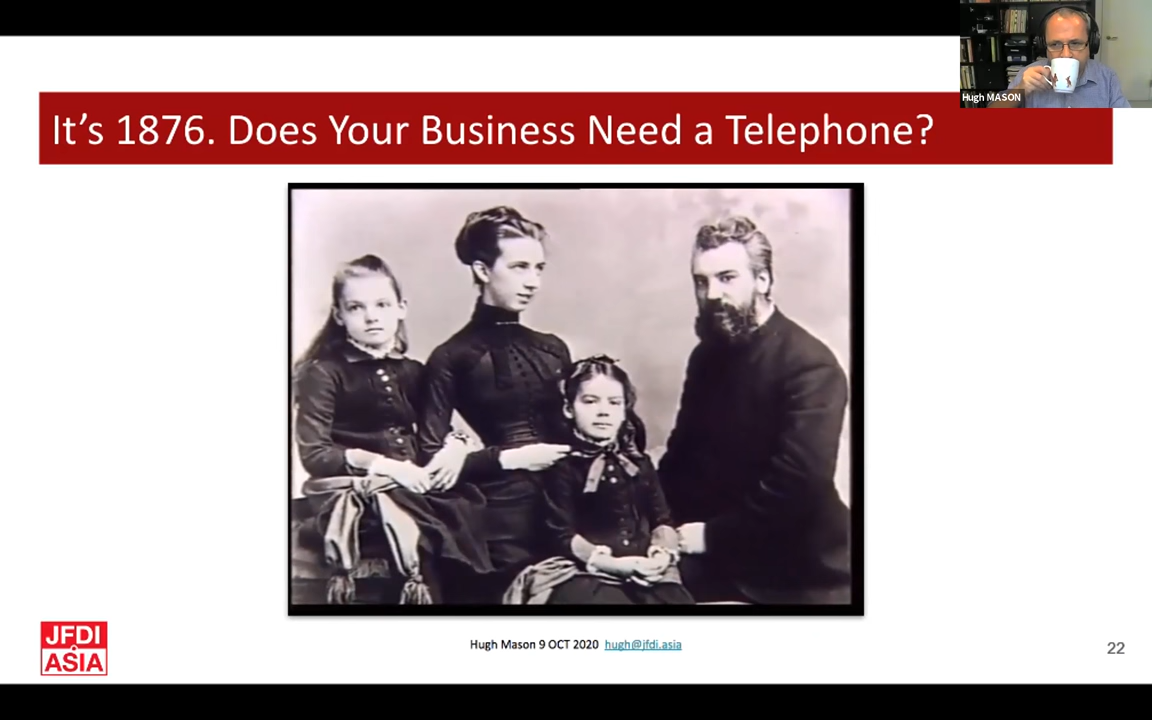 Hugh MASON
It’s 1876. Does Your Business Need a Telephone?
JFDI
ASIA
Hugh Mason 9 OCT 2020 hugh@jfdi.asia
22